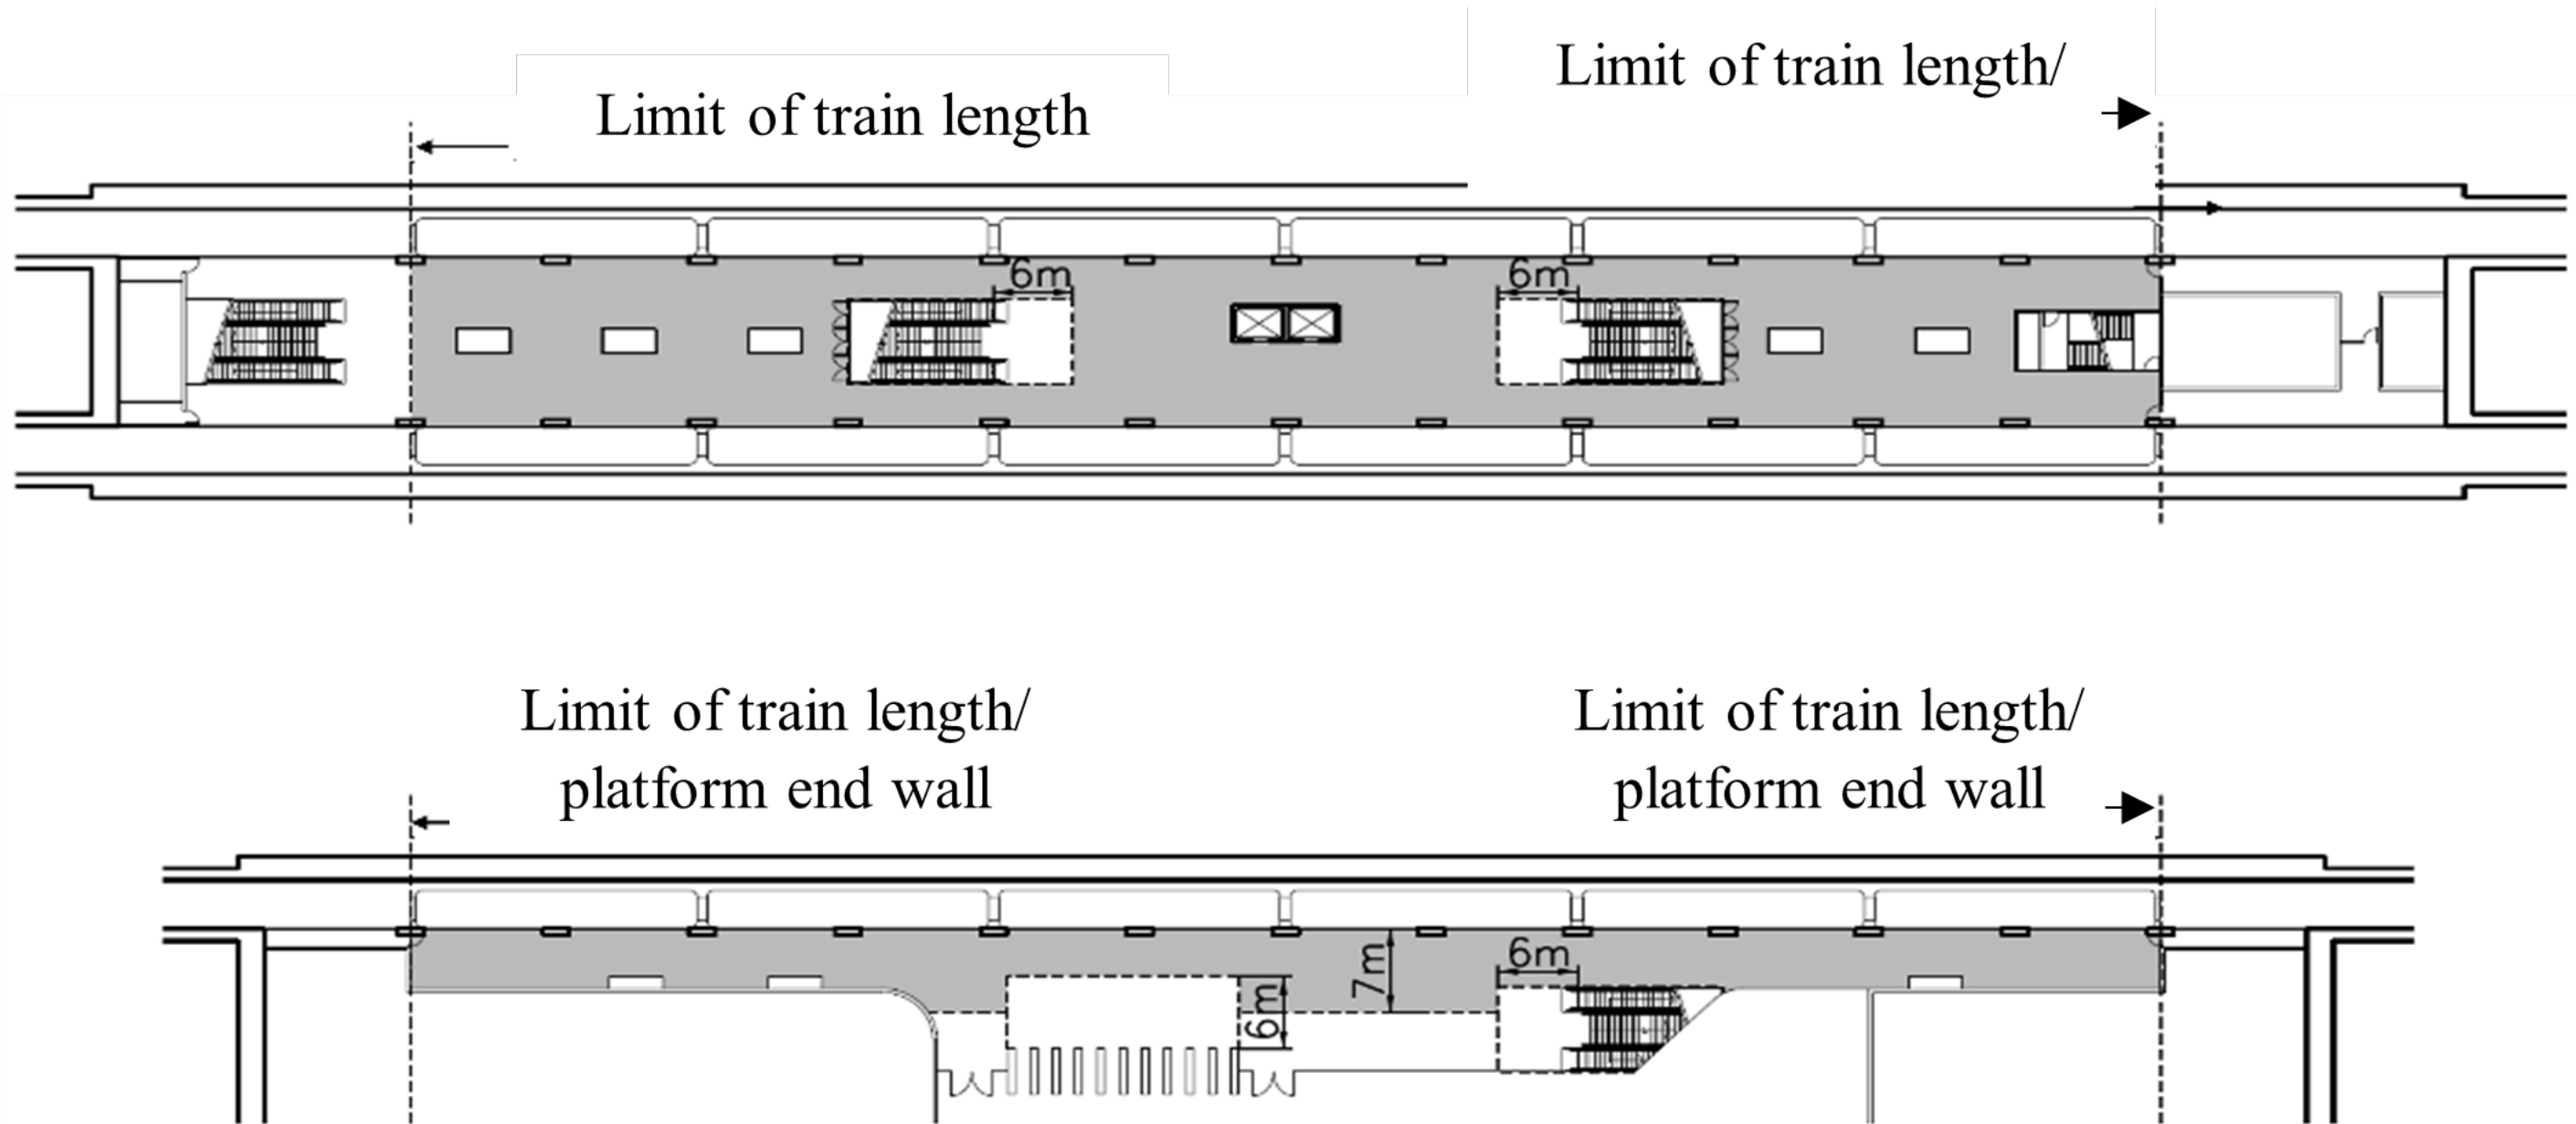 Limit of train length/
Limit of train length
6m
6m
Limit of train length/
platform end wall
Limit of train length/
platform end wall
7m
6m
6m